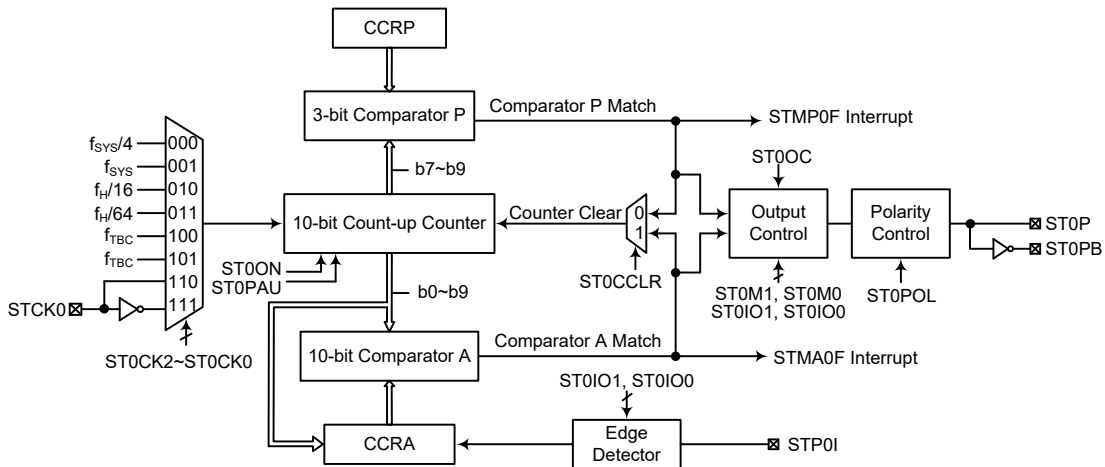 CCRP
3-bit Comparator P
Comparator P Match
STMP0F Interrupt
b7~b9
fSYS/4
fSYS
fH/16
fH/64
fTBC
fTBC
000
001
010
011
100
101
110
111
STCK0
ST0CK2~ST0CK0
10-bit Count-up Counter
ST0ON
ST0PAU
Counter Clear
0
1
ST0CCLR
ST0OC
Output
Control
ST0M1, ST0M0
ST0IO1, ST0IO0
Polarity
Control
ST0POL
ST0P
ST0PB
b0~b9
10-bit Comparator A
Comparator A Match
STMA0F Interrupt
CCRA
ST0IO1, ST0IO0
Edge
Detector
STP0I